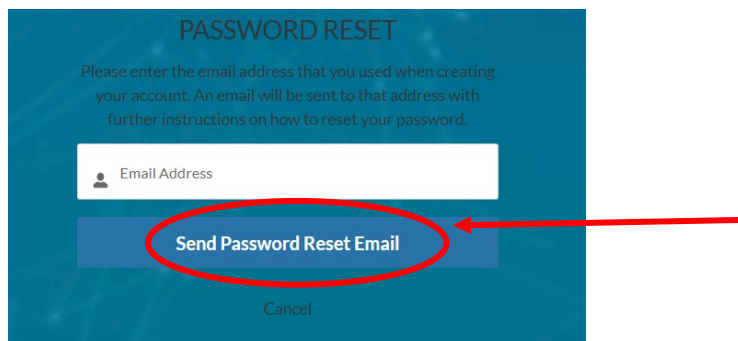 PASSWORD RESET
Please enter the email address that you used when creating
your account. An email will be sent to that address with
further instructions on how to reset your password.
Email Address
Send Password Reset Email
Cancel